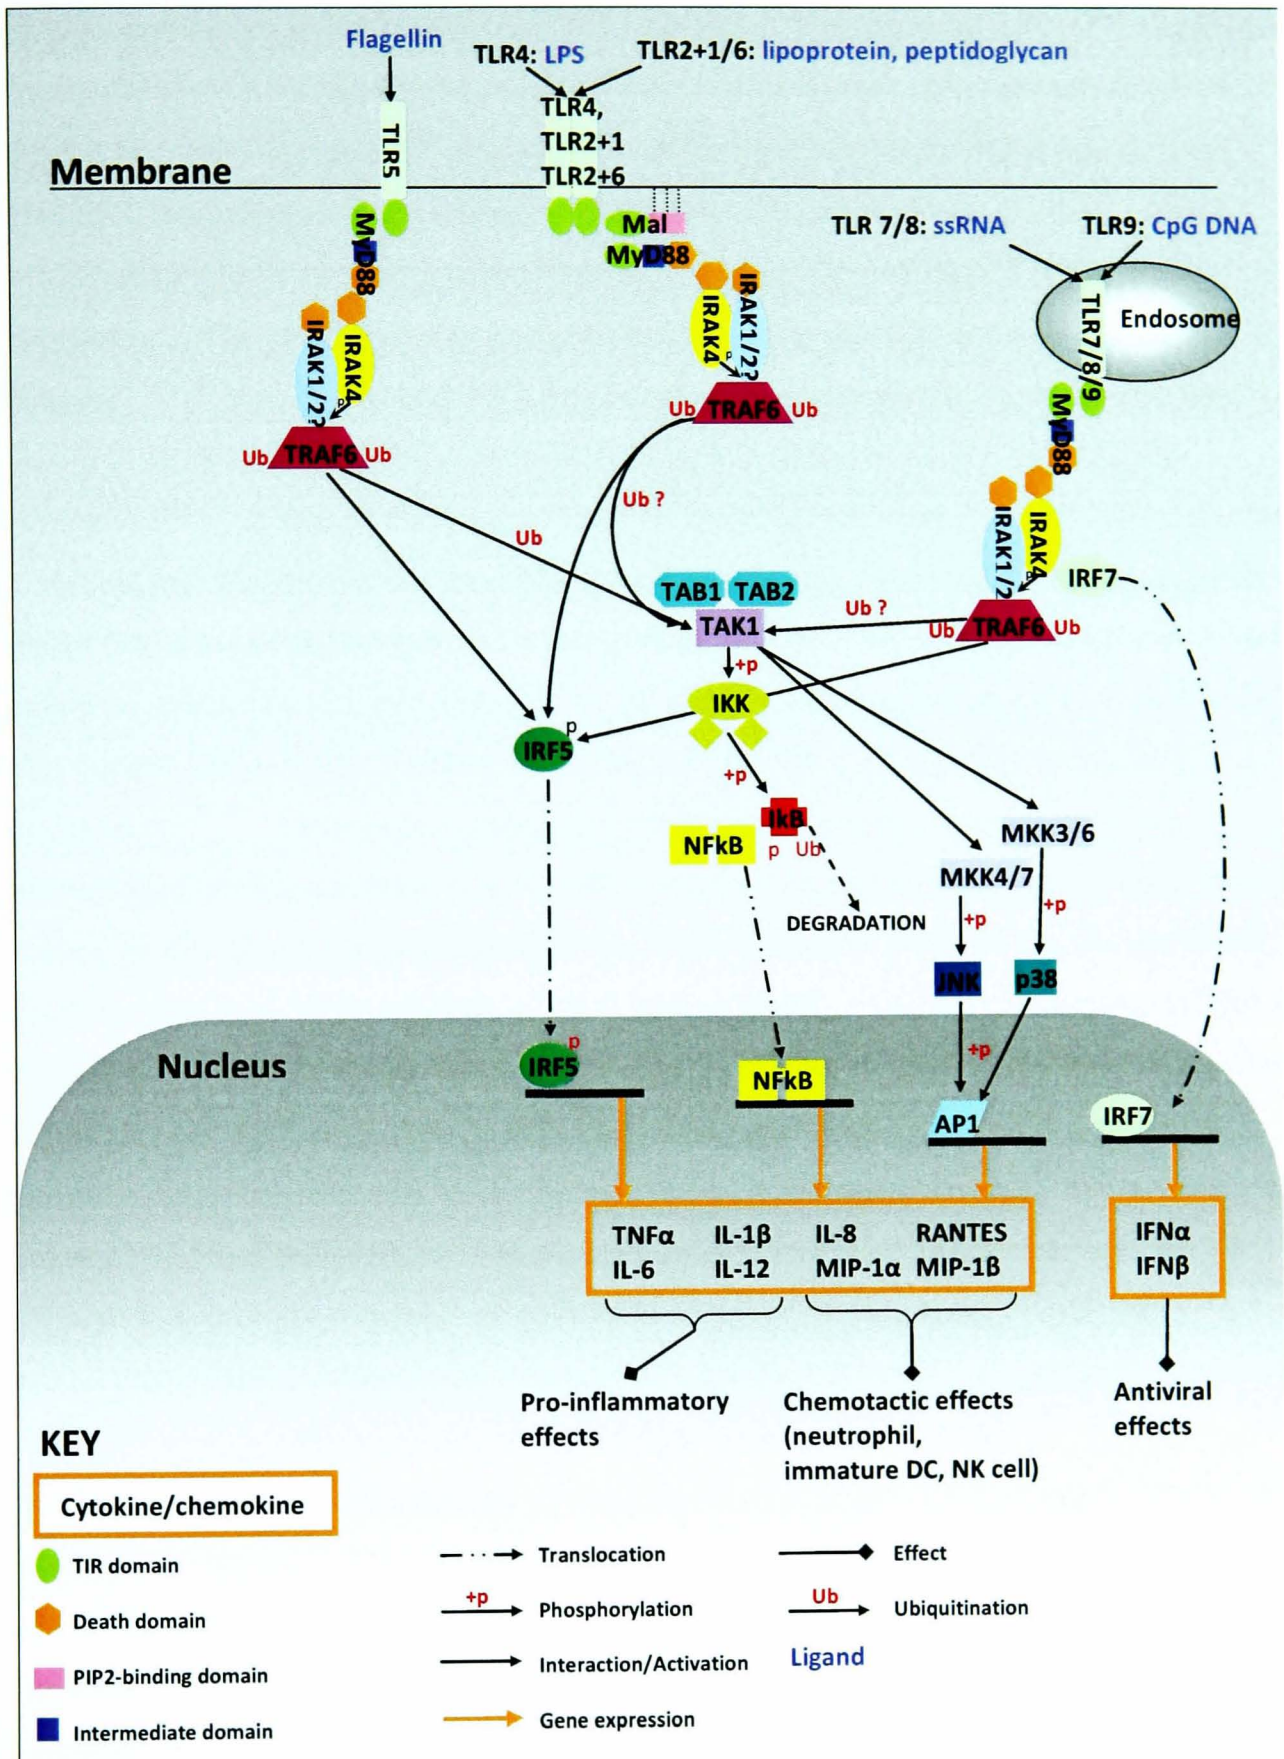 Flagellin
TLR4: LPS
TLR2+1/6: lipoprotein, peptidoglycan
TLR5
TLR4,
TLR2+1
TLR2+6
Membrane
MyD88
Mal
MyD88
TLR 7/8: ssRNA
TLR9: CpG DNA
IRAK1/2?
IRAK4
p
IRAK4
IRAK1/2?
p
TLR7/8/9
Endosome
MyD88
Ub TRAF6 Ub
Ub TRAF6 Ub
Ub
Ub ?
IRAK1/2
IRAK4
p
IRF7
TAB1
TAB2
TAK1
Ub ?
Ub TRAF6 Ub
+p
IKK
IRF5
p
+p
IkB
p Ub
NFkB
DEGRADATION
MKK3/6
MKK4/7
+p
+p
JNK
p38
Nucleus
IRF5
p
NFkB
+p
AP1
IRF7
TNFα IL-1β IL-8 RANTES
IL-6 IL-12 MIP-1α MIP-1β
IFNα
IFNβ
Pro-inflammatory
effects
Chemotactic effects
(neutrophil,
immature DC, NK cell)
Antiviral
effects
KEY
Cytokine/chemokine
TIR domain
Death domain
PIP2-binding domain
Intermediate domain
Translocation
+p
Phosphorylation
Interaction/Activation
Gene expression
Effect
Ub
Ubiquitination
Ligand